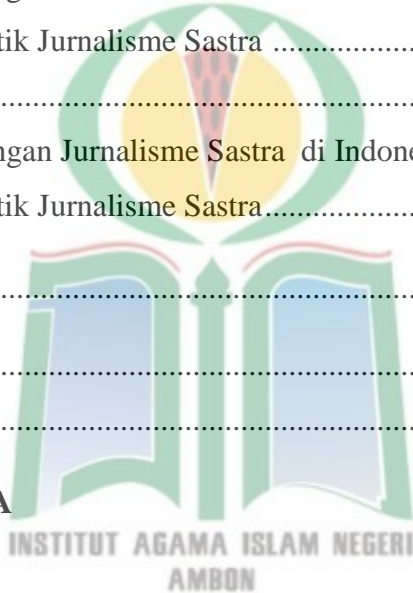 tik Jurnalisme Sastra ....................
........................................
ngan Jurnalisme Sastra di Indone
tik Jurnalisme Sastra.....................
........................................
........................................
........................................
A
INSTITUT AGAMA ISLAM NEGERI
AMBON